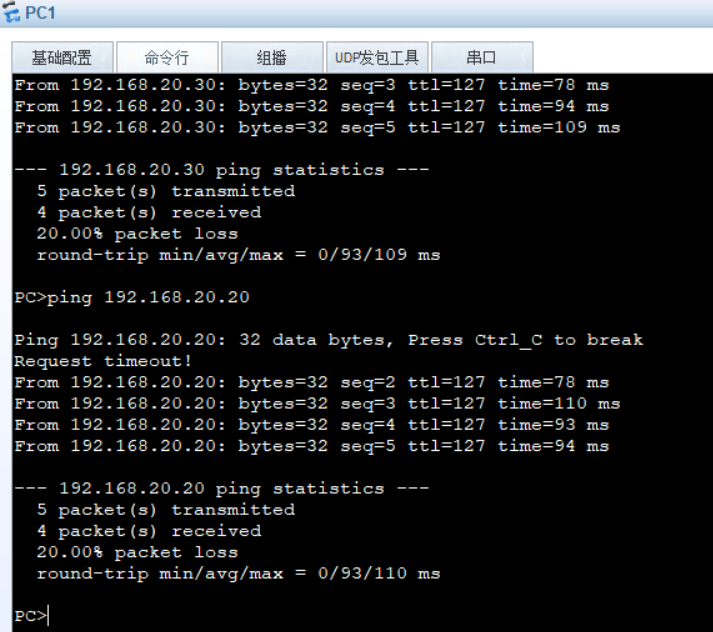 PC1
基础配置 命令行 组播 UDP发包工具 串口
From 192.168.20.30: bytes=32 seq=3 ttl=127 time=78 ms
From 192.168.20.30: bytes=32 seq=4 ttl=127 time=94 ms
From 192.168.20.30: bytes=32 seq=5 ttl=127 time=109 ms
--- 192.168.20.30 ping statistics ---
5 packet(s) transmitted
4 packet(s) received
20.00% packet loss
round-trip min/avg/max = 0/93/109 ms
PC>ping 192.168.20.20
Ping 192.168.20.20: 32 data bytes, Press Ctrl_C to break
Request timeout!
From 192.168.20.20: bytes=32 seq=2 ttl=127 time=78 ms
From 192.168.20.20: bytes=32 seq=3 ttl=127 time=110 ms
From 192.168.20.20: bytes=32 seq=4 ttl=127 time=93 ms
From 192.168.20.20: bytes=32 seq=5 ttl=127 time=94 ms
--- 192.168.20.20 ping statistics ---
5 packet(s) transmitted
4 packet(s) received
20.00% packet loss
round-trip min/avg/max = 0/93/110 ms
PC>